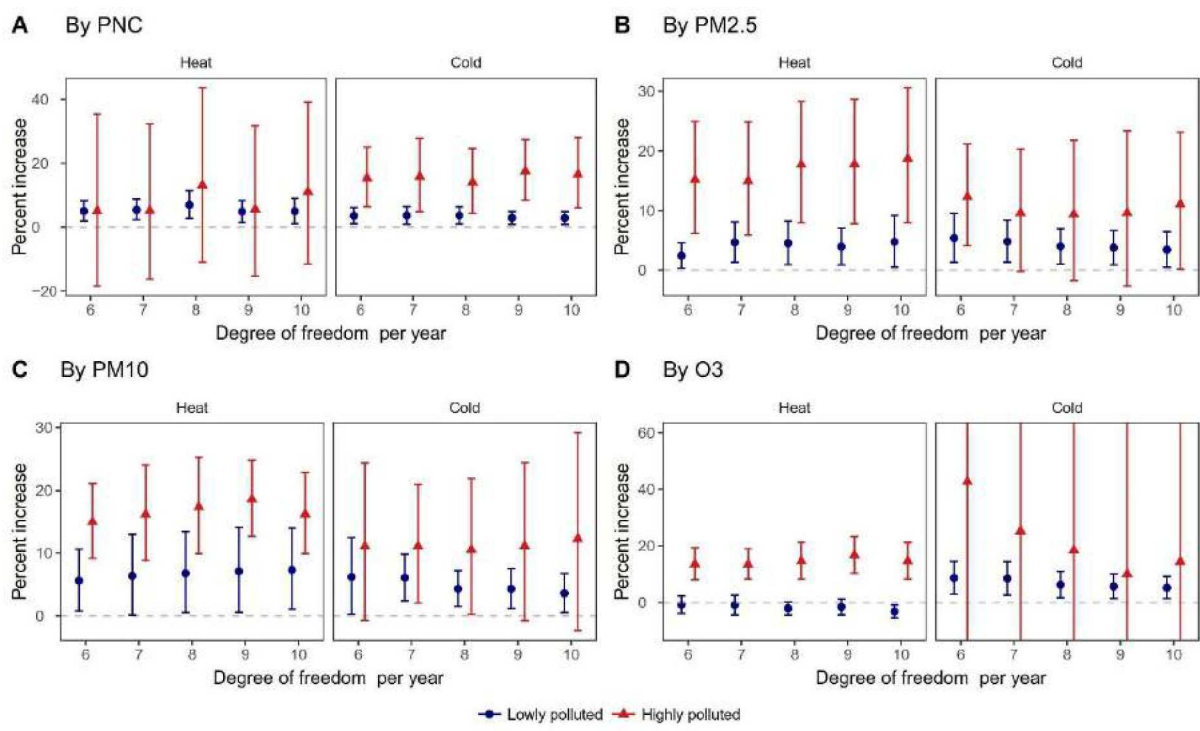 A By PNC
Heat Cold
Percent increase
40
20
0
−20
6 7 8 9 10 6 7 8 9 10
Degree of freedom per year
B By PM2.5
Heat Cold
Percent increase
30
20
10
0
6 7 8 9 10 6 7 8 9 10
Degree of freedom per year
C By PM10
Heat Cold
Percent increase
30
20
10
0
6 7 8 9 10 6 7 8 9 10
Degree of freedom per year
D By O3
Heat Cold
Percent increase
60
40
20
0
6 7 8 9 10 6 7 8 9 10
Degree of freedom per year
Lowly polluted Highly polluted